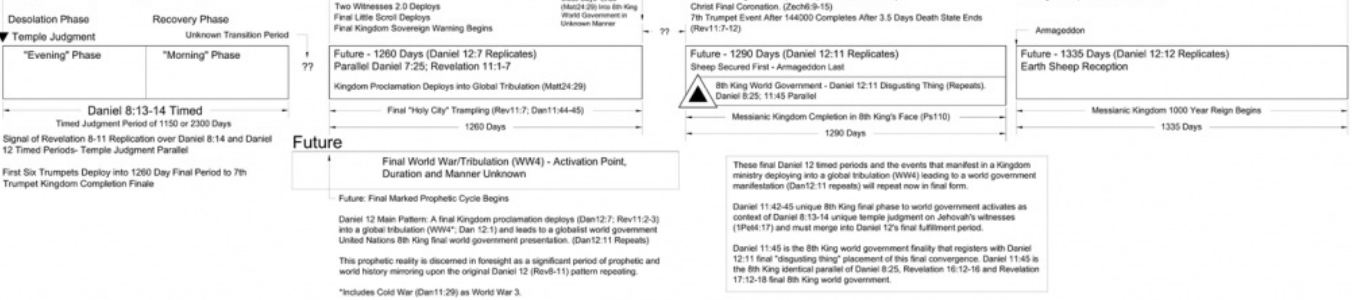 Desolation Phase
Recovery Phase
Temple Judgment
Unknown Transition Period
"Evening" Phase
"Morning" Phase
??
Daniel 8:13-14 Timed
Timed Judgment Period of 1150 or 2300 Days
Signal of Revelation 8-11 Replication over Daniel 8:14 and Daniel
12 Timed Periods- Temple Judgment Parallel
First Six Trumpets Deploy into 1260 Day Final Period to 7th
Trumpet Kingdom Completion Finale
Two Witnesses 2.0 Deploys
Final Little Scroll Deploys
Final Kingdom Sovereign Warning Begins
(Matt24:29) Into 8th King
World Government in
Unknown Manner
Future - 1260 Days (Daniel 12:7 Replicates)
Parallel Daniel 7:25; Revelation 11:1-7
Kingdom Proclamation Deploys into Global Tribulation (Matt24:29)
Final "Holy City" Trampling (Rev11:7; Dan11:44-45)
1260 Days
Future
Final World War/Tribulation (WW4) - Activation Point,
Duration and Manner Unknown
Future: Final Marked Prophetic Cycle Begins
Daniel 12 Main Pattern: A final Kingdom proclamation deploys (Dan12:7; Rev11:2-3)
into a global tribulation (WW4*; Dan 12:1) and leads to a globalist world government
United Nations 8th King final world government presentation. (Dan12:11 Repeats)
This prophetic reality is discerned in foresight as a significant period of prophetic and
world history mirroring upon the original Daniel 12 (Rev8-11) pattern repeating.
*Includes Cold War (Dan11:29) as World War 3.
??
Christ Final Coronation. (Zech6:9-15)
7th Trumpet Event After 144000 Completes After 3.5 Days Death State Ends
(Rev11:7-12)
Future - 1290 Days (Daniel 12:11 Replicates)
Sheep Secured First - Armageddon Last
8th King World Government - Daniel 12:11 Disgusting Thing (Repeats).
Daniel 8:25; 11:45 Parallel
Messianic Kingdom Cmpletion in 8th King's Face (Ps110)
1290 Days
Armageddon
Future - 1335 Days (Daniel 12:12 Replicates)
Earth Sheep Reception
Messianic Kingdom 1000 Year Reign Begins
1335 Days
These final Daniel 12 timed periods and the events that manifest in a Kingdom
ministry deploying into a global tribulation (WW4) leading to a world government
manifestation (Dan12:11 repeats) will repeat now in final form.
Daniel 11:42-45 unique 8th King final phase to world government activates as
context of Daniel 8:13-14 unique temple judgment on Jehovah's witnesses
(1Pet4:17) and must merge into Daniel 12's final fulfillment period.
Daniel 11:45 is the 8th King world government finality that registers with Daniel
12:11 final "disgusting thing" placement of this final convergence. Daniel 11:45 is
the 8th King identical parallel of Daniel 8:25, Revelation 16:12-16 and Revelation
17:12-18 final 8th King world government.